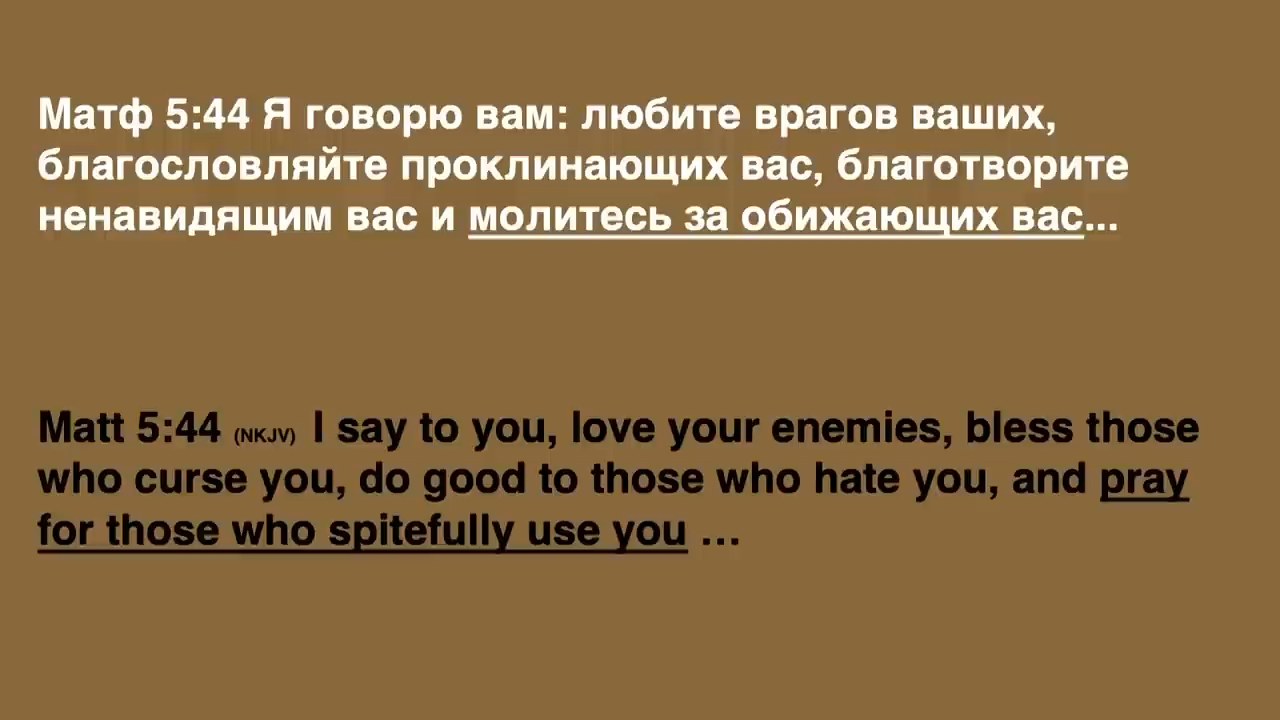 Матф 5:44 Я говорю вам: любите врагов ваших,
благословляйте проклинающих вас, благотворите
ненавидящим вас и молитесь за обижающих вас...
Matt 5:44 (NKJV) I say to you, love your enemies, bless those
who curse you, do good to those who hate you, and pray
for those who spitefully use you …